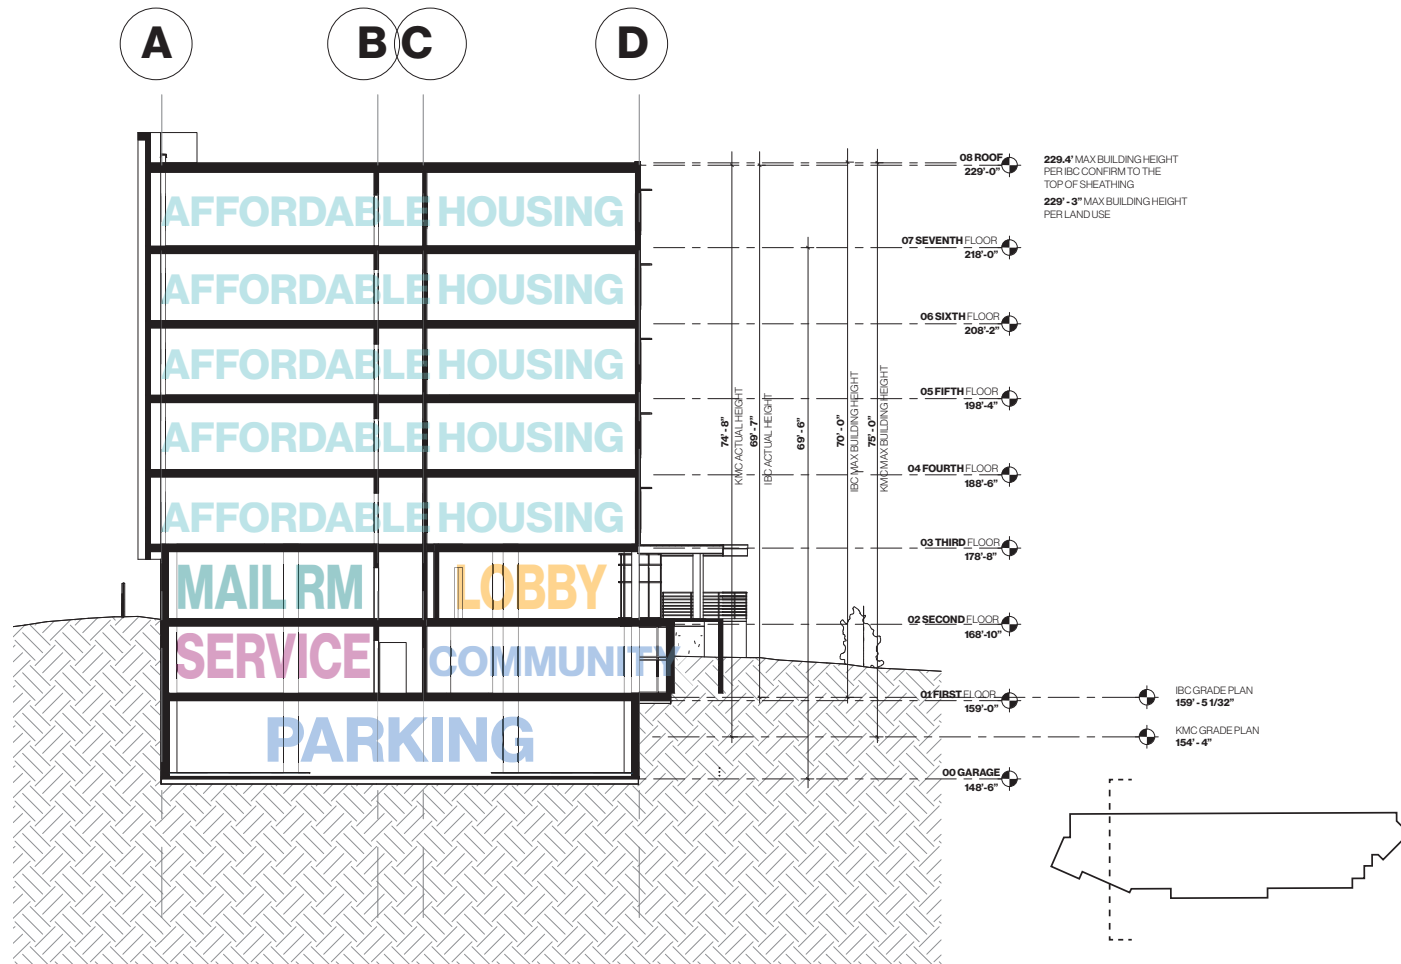 A B C D
08 ROOF
229'-0"
229.4' MAX BUILDING HEIGHT
PER IBC CONFIRM TO THE
TOP OF SHEATHING
229' - 3" MAX BUILDING HEIGHT
PER LAND USE
AFFORDABLE HOUSING
07 SEVENTH FLOOR
218'-0"
AFFORDABLE HOUSING
06 SIXTH FLOOR
208'-2"
AFFORDABLE HOUSING
05 FIFTH FLOOR
198'-4"
AFFORDABLE HOUSING
74' - 8"
KMC ACTUAL HEIGHT
69' - 7"
IBC ACTUAL HEIGHT
69' - 6"
70' - 0"
IBC MAX BUILDING HEIGHT
75' - 0"
KMC MAX BUILDING HEIGHT
04 FOURTH FLOOR
188'-6"
AFFORDABLE HOUSING
03 THIRD FLOOR
178'-8"
MAIL RM LOBBY
02 SECOND FLOOR
168'-10"
SERVICE COMMUNITY
01 FIRST FLOOR
159'-0"
IBC GRADE PLAN
159' - 5 1/32"
PARKING
KMC GRADE PLAN
154' - 4"
00 GARAGE
148'-6"